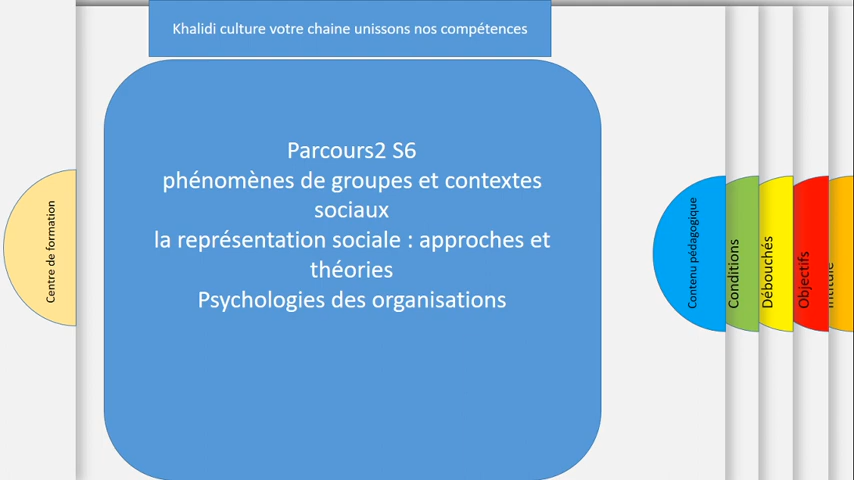 Khalidi culture votre chaine unissons nos compétences
Parcours2 S6
phénomènes de groupes et contextes
sociaux
la représentation sociale : approches et
théories
Psychologies des organisations
Centre de formation
Contenu pédagogique
Conditions
Débouchés
Objectifs